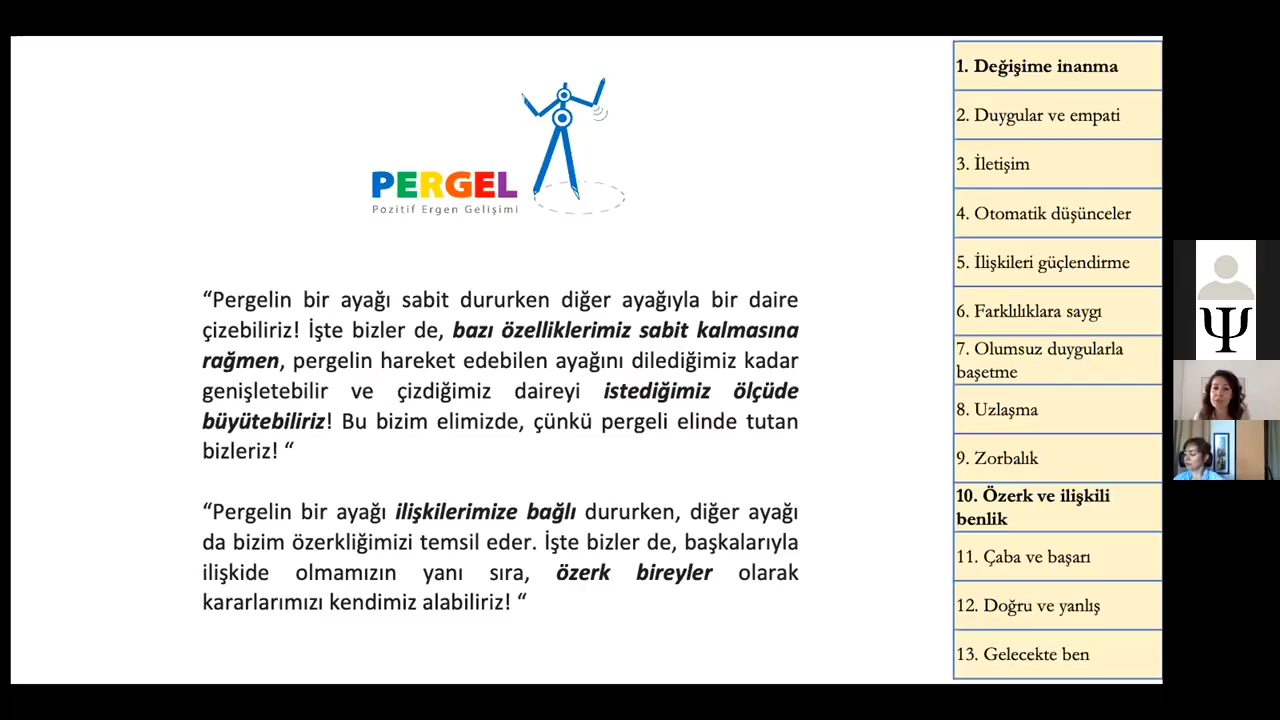 PERGEL
Pozitif Ergen Gelişimi
“Pergelin bir ayağı sabit dururken diğer ayağıyla bir daire
çizebiliriz! İşte bizler de, bazı özelliklerimiz sabit kalmasına
rağmen, pergelin hareket edebilen ayağını dilediğimiz kadar
genişletebilir ve çizdiğimiz daireyi istediğimiz ölçüde
büyütebiliriz! Bu bizim elimizde, çünkü pergeli elinde tutan
bizleriz! “
“Pergelin bir ayağı ilişkilerimize bağlı dururken, diğer ayağı
da bizim özerkliğimizi temsil eder. İşte bizler de, başkalarıyla
ilişkide olmamızın yanı sıra, özerk bireyler olarak
kararlarımızı kendimiz alabiliriz! “
1. Değişime inanma
2. Duygular ve empati
3. İletişim
4. Otomatik düşünceler
5. İlişkileri güçlendirme
6. Farklılıklara saygı
7. Olumsuz duygularla
başetme
8. Uzlaşma
9. Zorbalık
10. Özerk ve ilişkili
benlik
11. Çaba ve başarı
12. Doğru ve yanlış
13. Gelecekte ben
Ψ